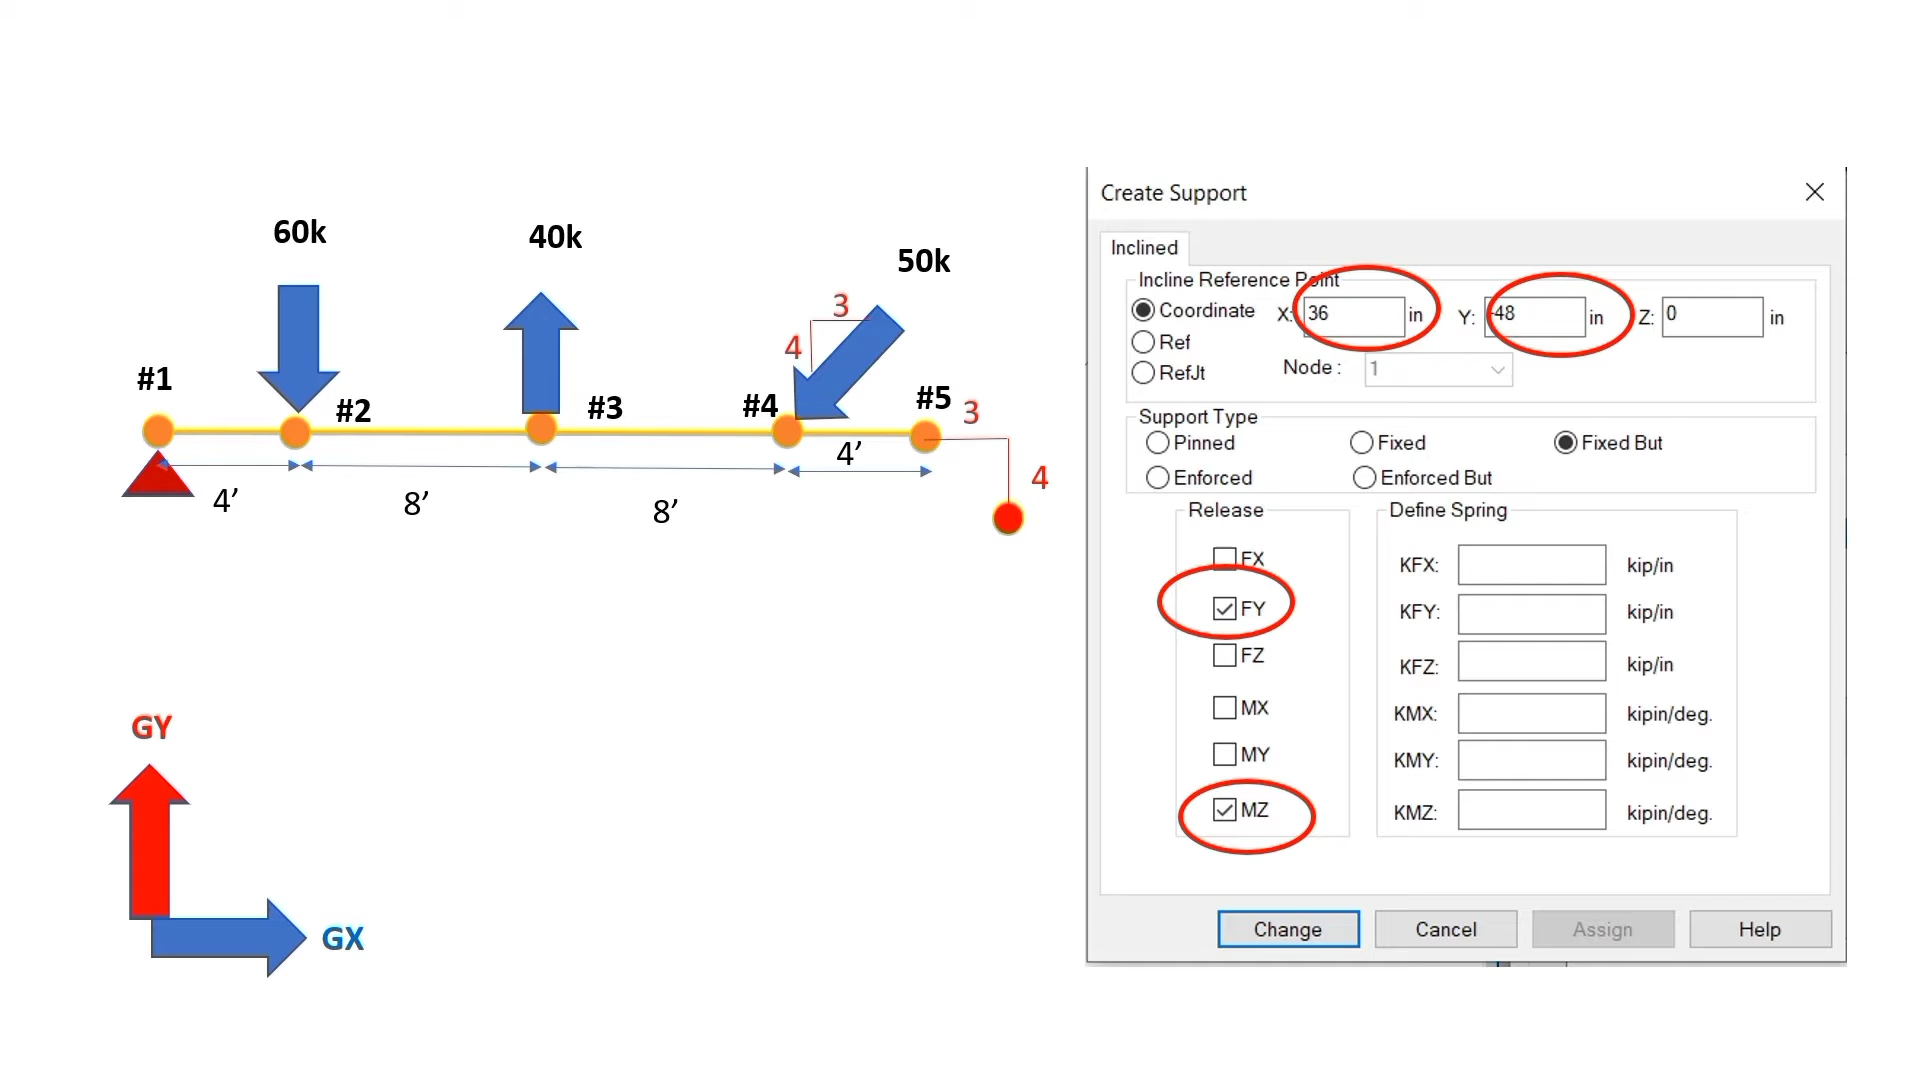 60k
40k
50k
3
4
#1
#2
#3
#4
#5
3
4
4’
8’
8’
4’
GY
GX
Create Support
Inclined
Incline Reference Point
Coordinate X: 36 in Y: -48 in Z: 0 in
Ref
RefJt Node : 1
Support Type
Pinned Fixed Fixed But
Enforced Enforced But
Release Define Spring
FX KFX: kip/in
FY KFY: kip/in
FZ KFZ: kip/in
MX KMX: kipin/deg.
MY KMY: kipin/deg.
MZ KMZ: kipin/deg.
Change Cancel Assign Help